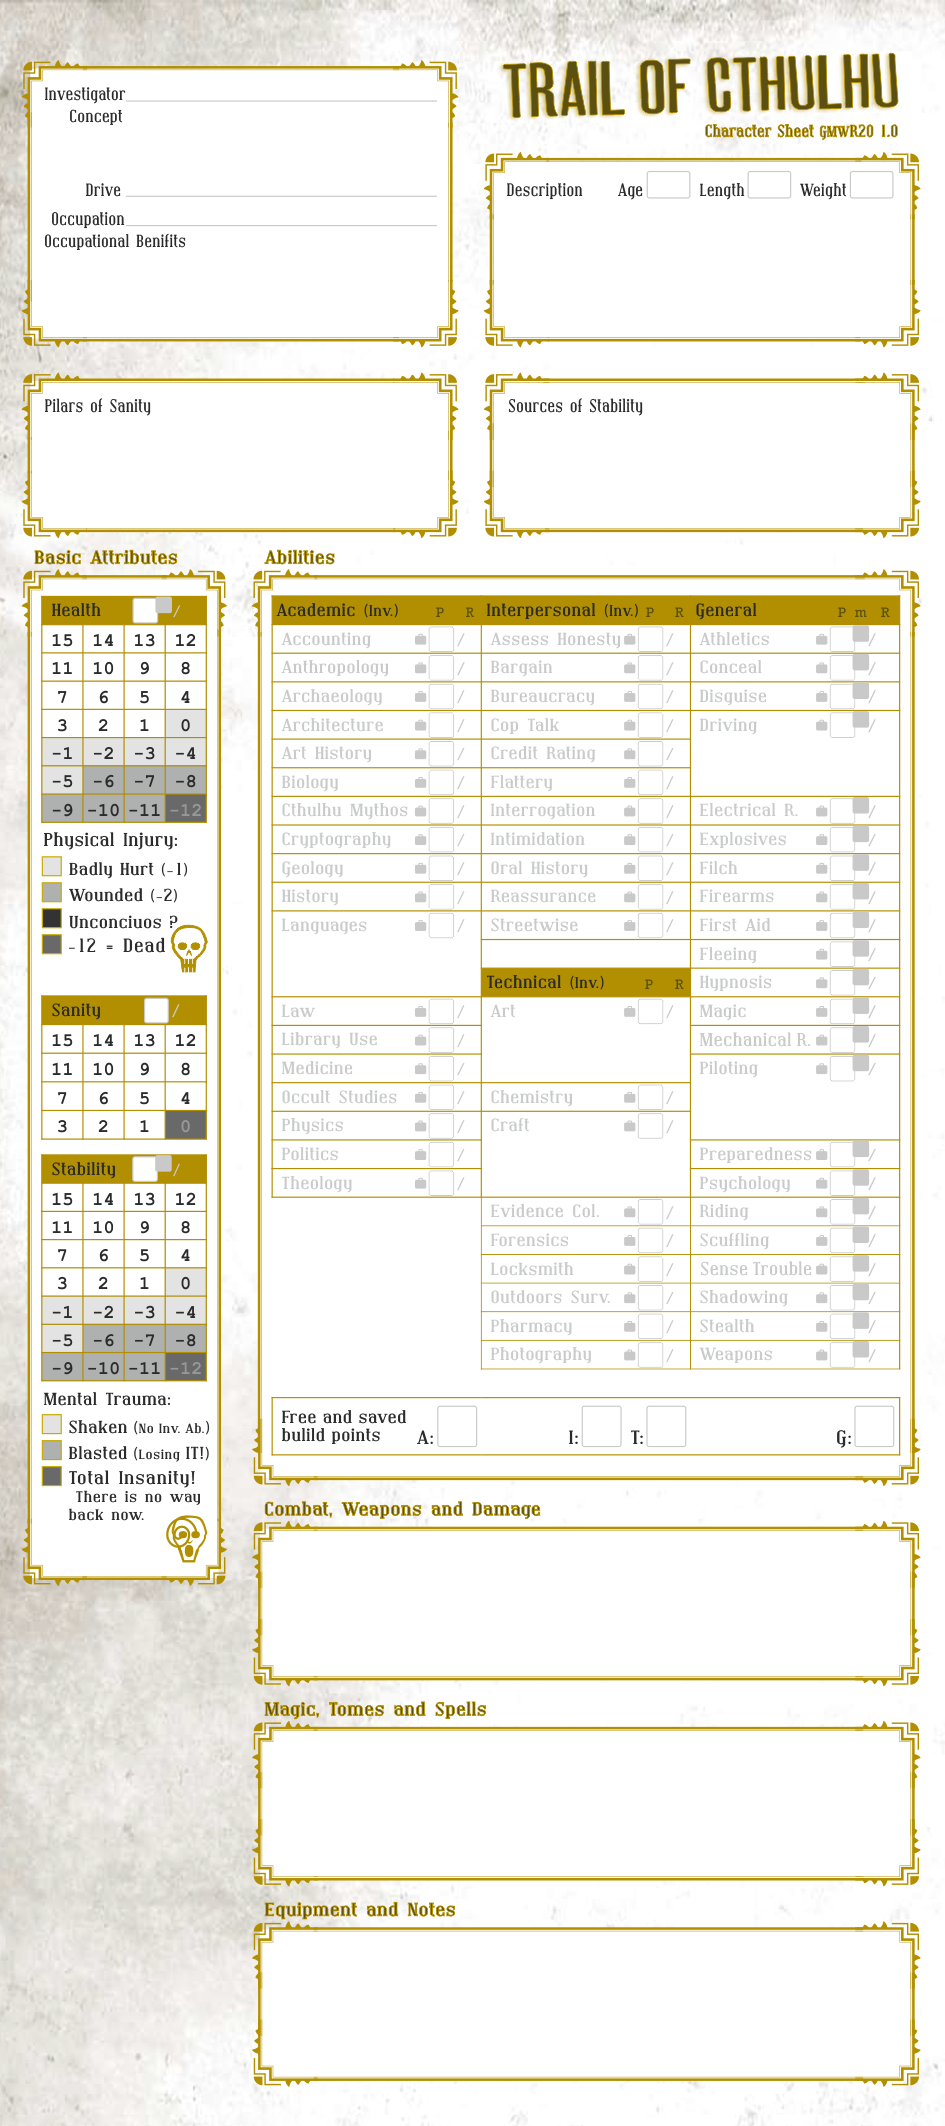 TRAIL OF CTHULHU
Character Sheet GMWR20 1.0
Investigator
Concept
Drive
Occupation
Occupational Benifits
Description Age Length Weight
Pilars of Sanity
Sources of Stability
Basic Attributes
Health /
15 14 13 12
11 10 9 8
7 6 5 4
3 2 1 0
-1 -2 -3 -4
-5 -6 -7 -8
-9 -10 -11 -12
Physical Injury:
Badly Hurt (-1)
Wounded (-2)
Unconciuos ?
-12 = Dead
Sanity /
15 14 13 12
11 10 9 8
7 6 5 4
3 2 1 0
Stability /
15 14 13 12
11 10 9 8
7 6 5 4
3 2 1 0
-1 -2 -3 -4
-5 -6 -7 -8
-9 -10 -11 -12
Mental Trauma:
Shaken (No Inv. Ab.)
Blasted (Losing IT!)
Total Insanity!
There is no way
back now.
Abilities
Academic (Inv.) P R
Accounting /
Anthropology /
Archaeology /
Architecture /
Art History /
Biology /
Cthulhu Mythos /
Cryptography /
Geology /
History /
Languages /
Law /
Library Use /
Medicine /
Occult Studies /
Physics /
Politics /
Theology /
Interpersonal (Inv.) P R
Assess Honesty /
Bargain /
Bureaucracy /
Cop Talk /
Credit Rating /
Flattery /
Interrogation /
Intimidation /
Oral History /
Reassurance /
Streetwise /
Technical (Inv.) P R
Art /
Chemistry /
Craft /
Evidence Col. /
Forensics /
Locksmith /
Outdoors Surv. /
Pharmacy /
Photography /
General P m R
Athletics /
Conceal /
Disguise /
Driving /
Electrical R. /
Explosives /
Filch /
Firearms /
First Aid /
Fleeing /
Hypnosis /
Magic /
Mechanical R. /
Piloting /
Preparedness /
Psychology /
Riding /
Scuffling /
Sense Trouble /
Shadowing /
Stealth /
Weapons /
Free and saved
bulild points A: I: T: G:
Combat, Weapons and Damage
Magic, Tomes and Spells
Equipment and Notes